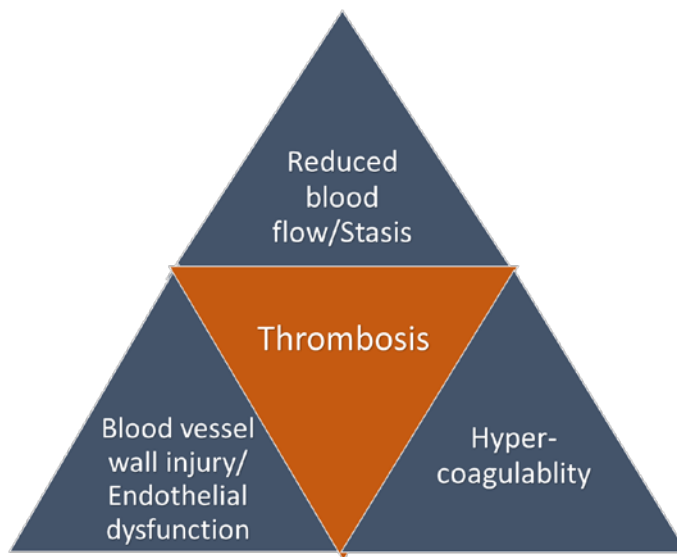 Reduced
blood
flow/Stasis
Thrombosis
Blood vessel
wall injury/
Endothelial
dysfunction
Hyper-
coagulablity